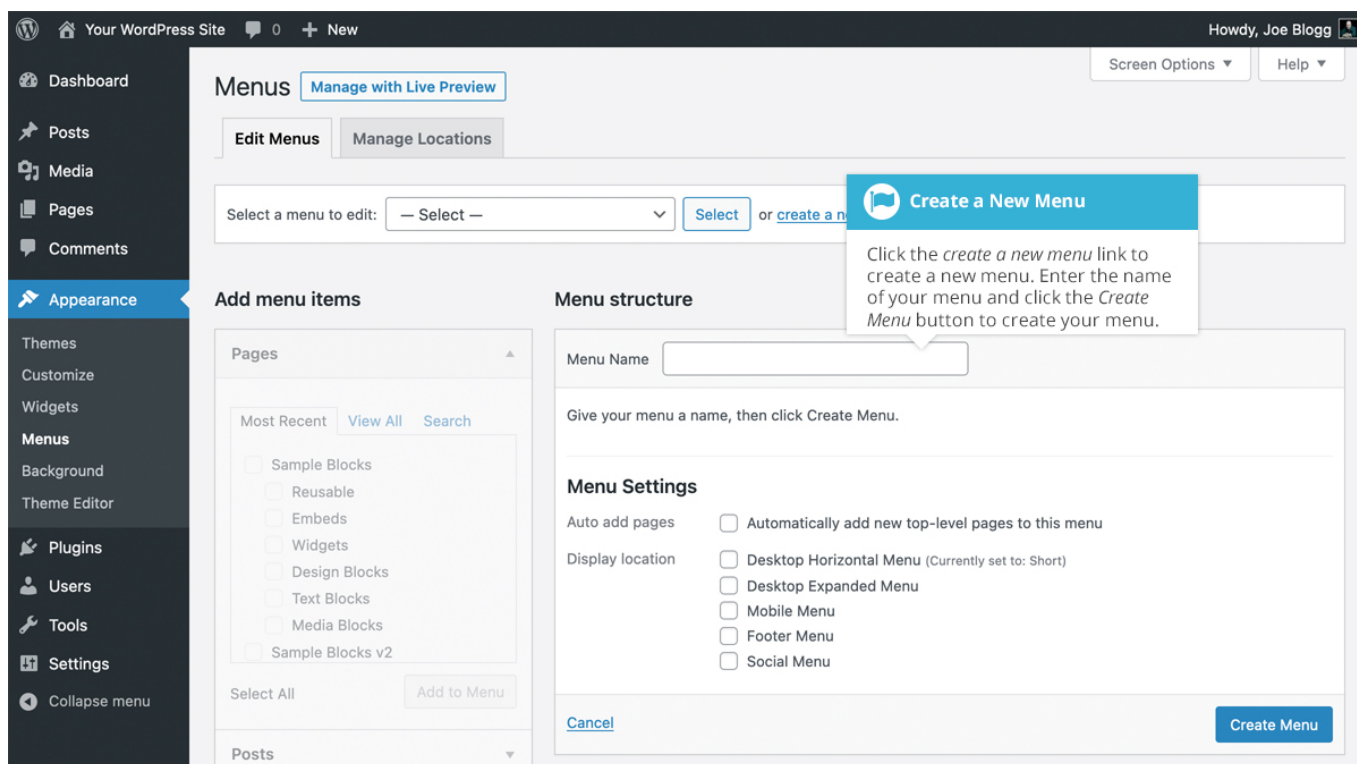 Your WordPress Site 0 + New Howdy, Joe Blogg
Screen Options ▼ Help ▼
Dashboard
Posts
Media
Pages
Comments
Appearance
Themes
Customize
Widgets
Menus
Background
Theme Editor
Plugins
Users
Tools
Settings
Collapse menu
Menus Manage with Live Preview
Edit Menus Manage Locations
Select a menu to edit: — Select — Select or create a
Create a New Menu
Click the create a new menu link to
create a new menu. Enter the name
of your menu and click the Create
Menu button to create your menu.
Add menu items
Pages
Most Recent View All Search
Sample Blocks
Reusable
Embeds
Widgets
Design Blocks
Text Blocks
Media Blocks
Sample Blocks v2
Select All Add to Menu
Posts
Menu structure
Menu Name
Give your menu a name, then click Create Menu.
Menu Settings
Auto add pages Automatically add new top-level pages to this menu
Display location Desktop Horizontal Menu (Currently set to: Short)
Desktop Expanded Menu
Mobile Menu
Footer Menu
Social Menu
Cancel Create Menu